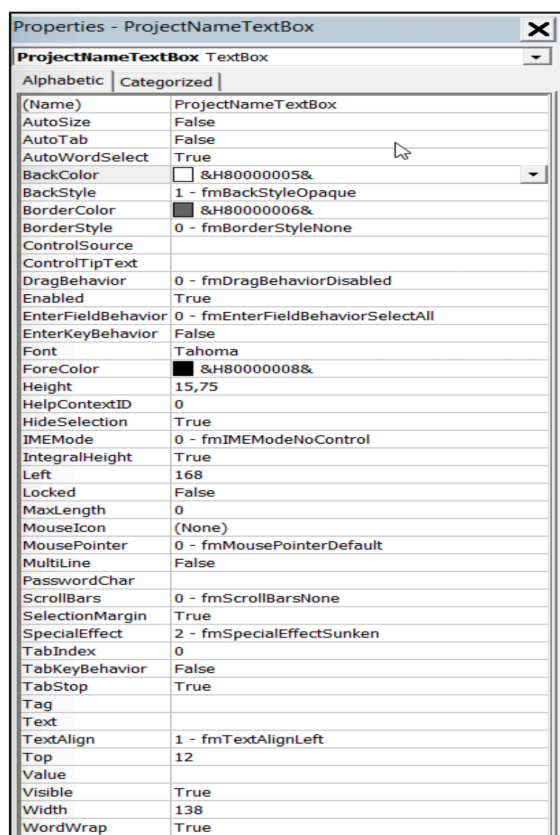 Properties - ProjectNameTextBox
ProjectNameTextBox TextBox
Alphabetic Categorized
(Name) ProjectNameTextBox
AutoSize False
AutoTab False
AutoWordSelect True
BackColor &H80000005&
BackStyle 1 - fmBackStyleOpaque
BorderColor &H80000006&
BorderStyle 0 - fmBorderStyleNone
ControlSource
ControlTipText
DragBehavior 0 - fmDragBehaviorDisabled
Enabled True
EnterFieldBehavior 0 - fmEnterFieldBehaviorSelectAll
EnterKeyBehavior False
Font Tahoma
ForeColor &H80000008&
Height 15,75
HelpContextID 0
HideSelection True
IMEMode 0 - fmIMEModeNoControl
IntegralHeight True
Left 168
Locked False
MaxLength 0
MouseIcon (None)
MousePointer 0 - fmMousePointerDefault
MultiLine False
PasswordChar
ScrollBars 0 - fmScrollBarsNone
SelectionMargin True
SpecialEffect 2 - fmSpecialEffectSunken
TabIndex 0
TabKeyBehavior False
TabStop True
Tag
Text
TextAlign 1 - fmTextAlignLeft
Top 12
Value
Visible True
Width 138
WordWrap True